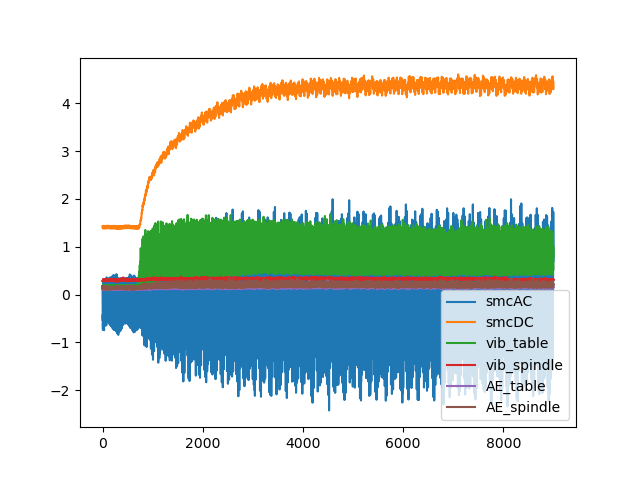 4
3
2
1
0
−1
−2
0
2000
4000
6000
8000
smcAC
smcDC
vib_table
vib_spindle
AE_table
AE_spindle